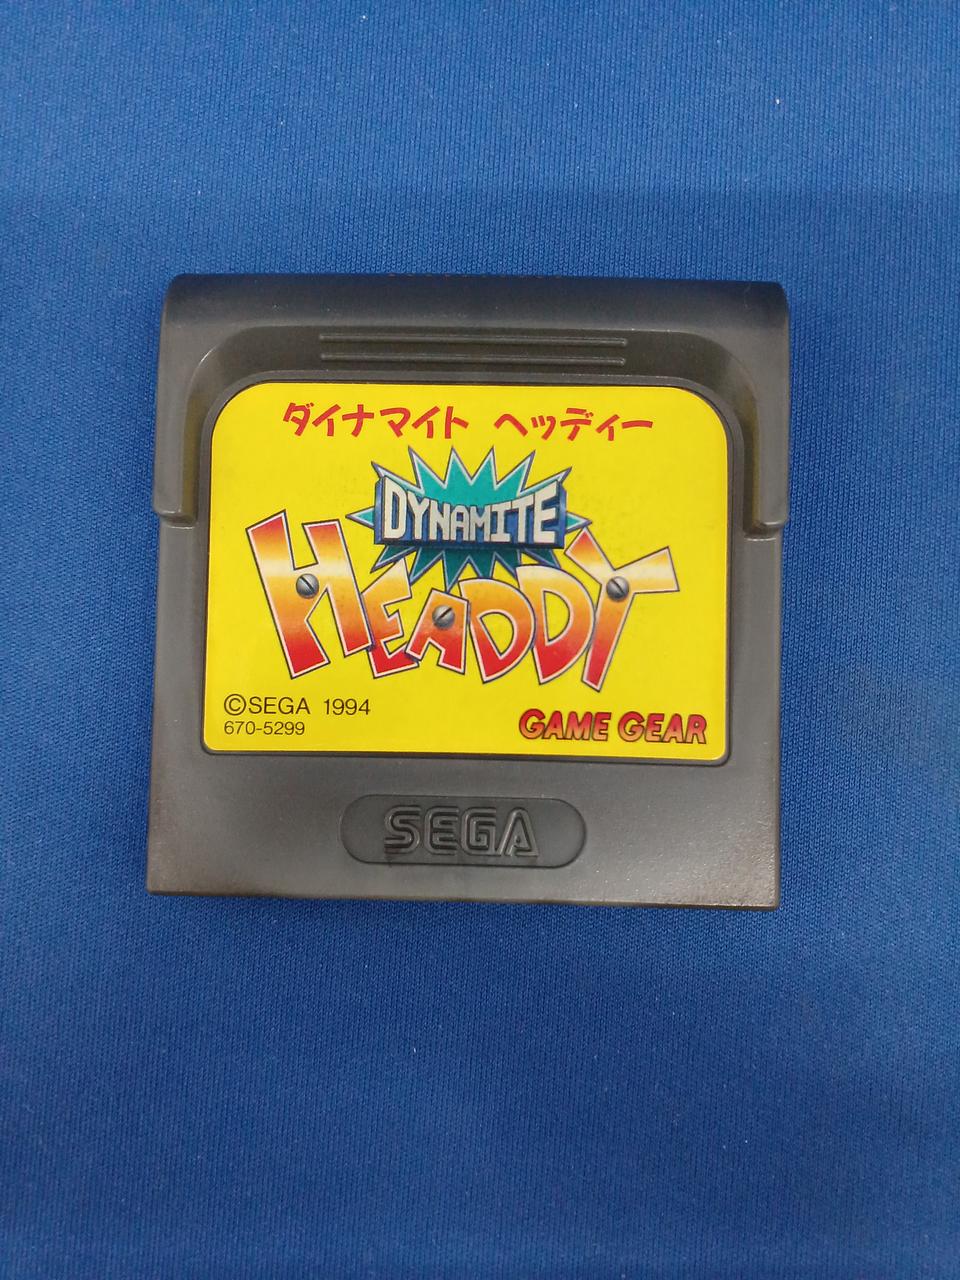 ダイナマイト ヘッディー
DYNAMITE
HEADDY
©SEGA 1994
670-5299
GAME GEAR
SEGA